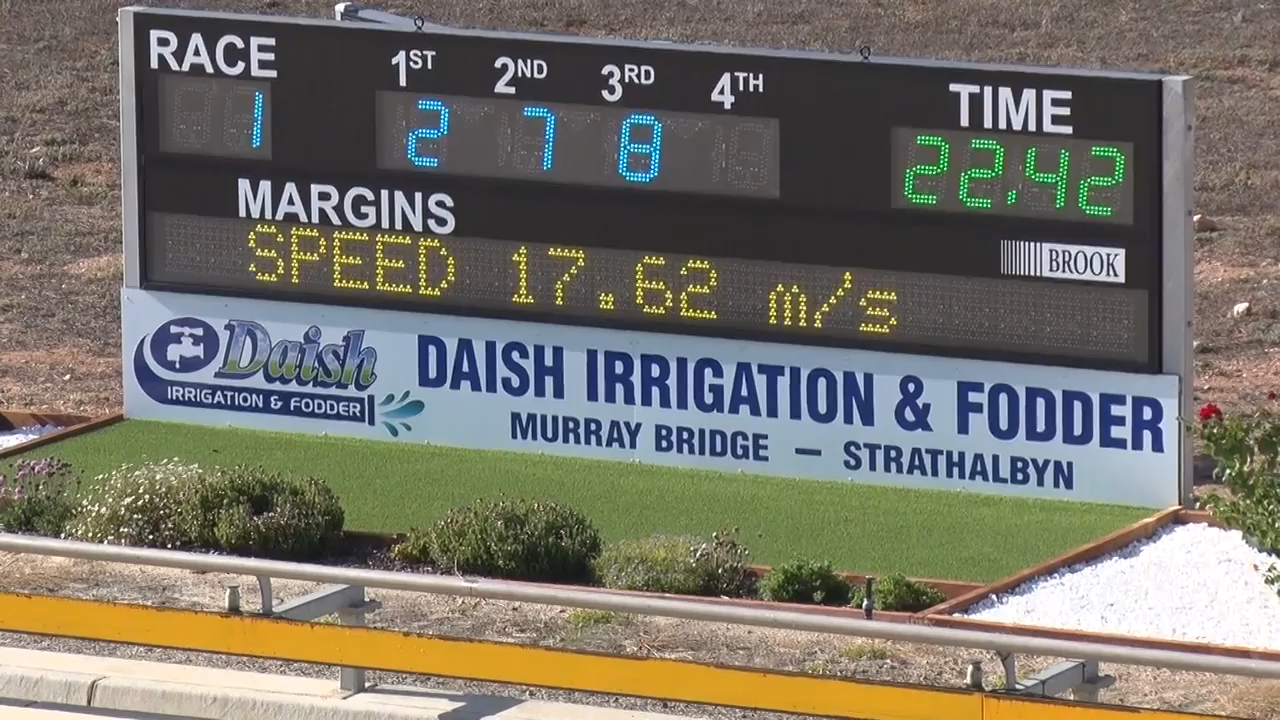 RACE 1ST 2ND 3RD 4TH TIME
1 2 7 8 22.42
MARGINS
BROOK
SPEED 17.62 m/s
Daish
IRRIGATION & FODDER
DAISH IRRIGATION & FODDER
MURRAY BRIDGE – STRATHALBYN